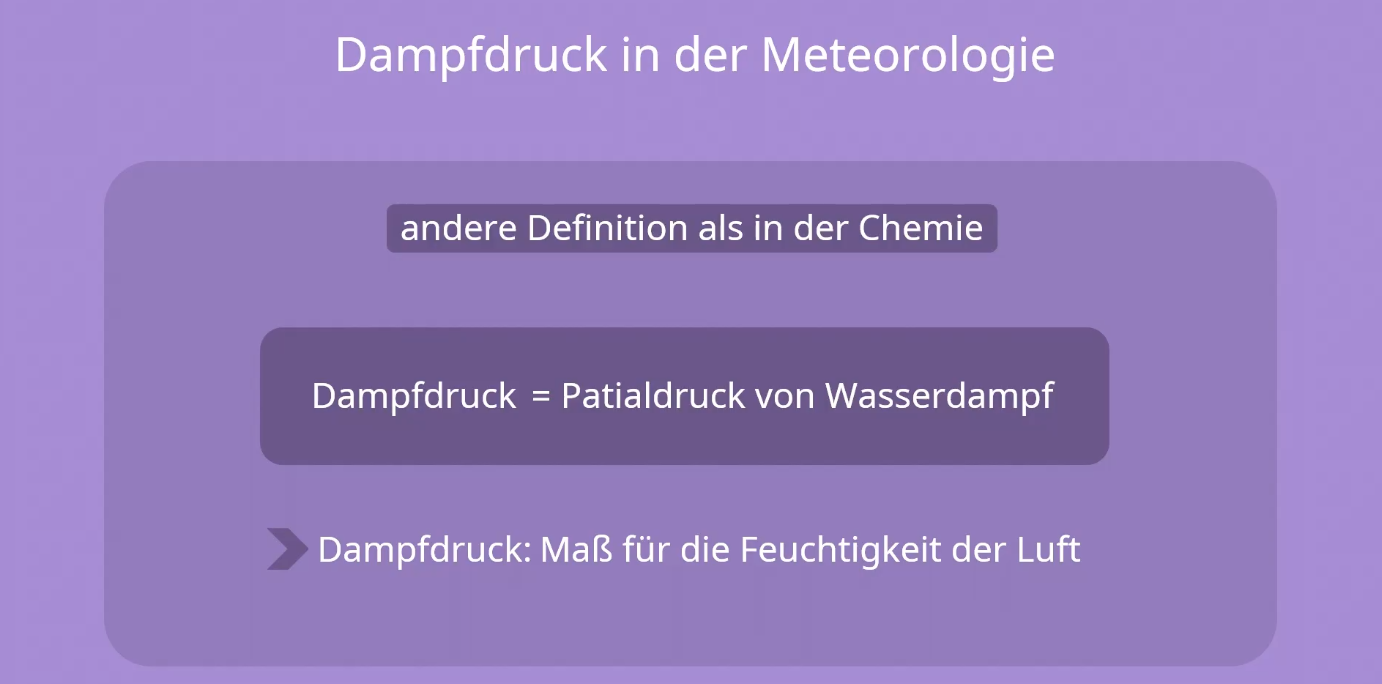 Dampfdruck in der Meteorologie
andere Definition als in der Chemie
Dampfdruck = Patialdruck von Wasserdampf
Dampfdruck: Maß für die Feuchtigkeit der Luft